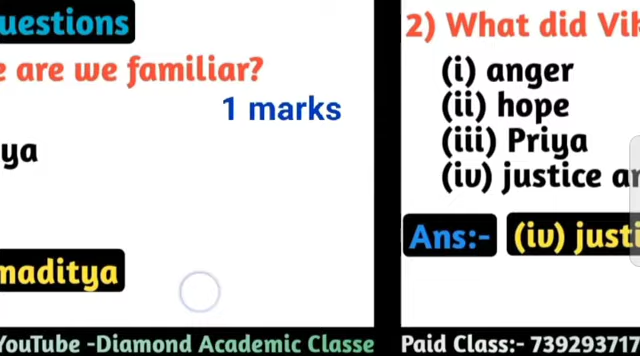 uestions
e are we familiar?
1 marks
ya
maditya
YouTube -Diamond Academic Classe
2) What did Vik
(i) anger
(ii) hope
(iii) Priya
(iv) justice an
Ans:- (iv) justi
Paid Class:- 739293717